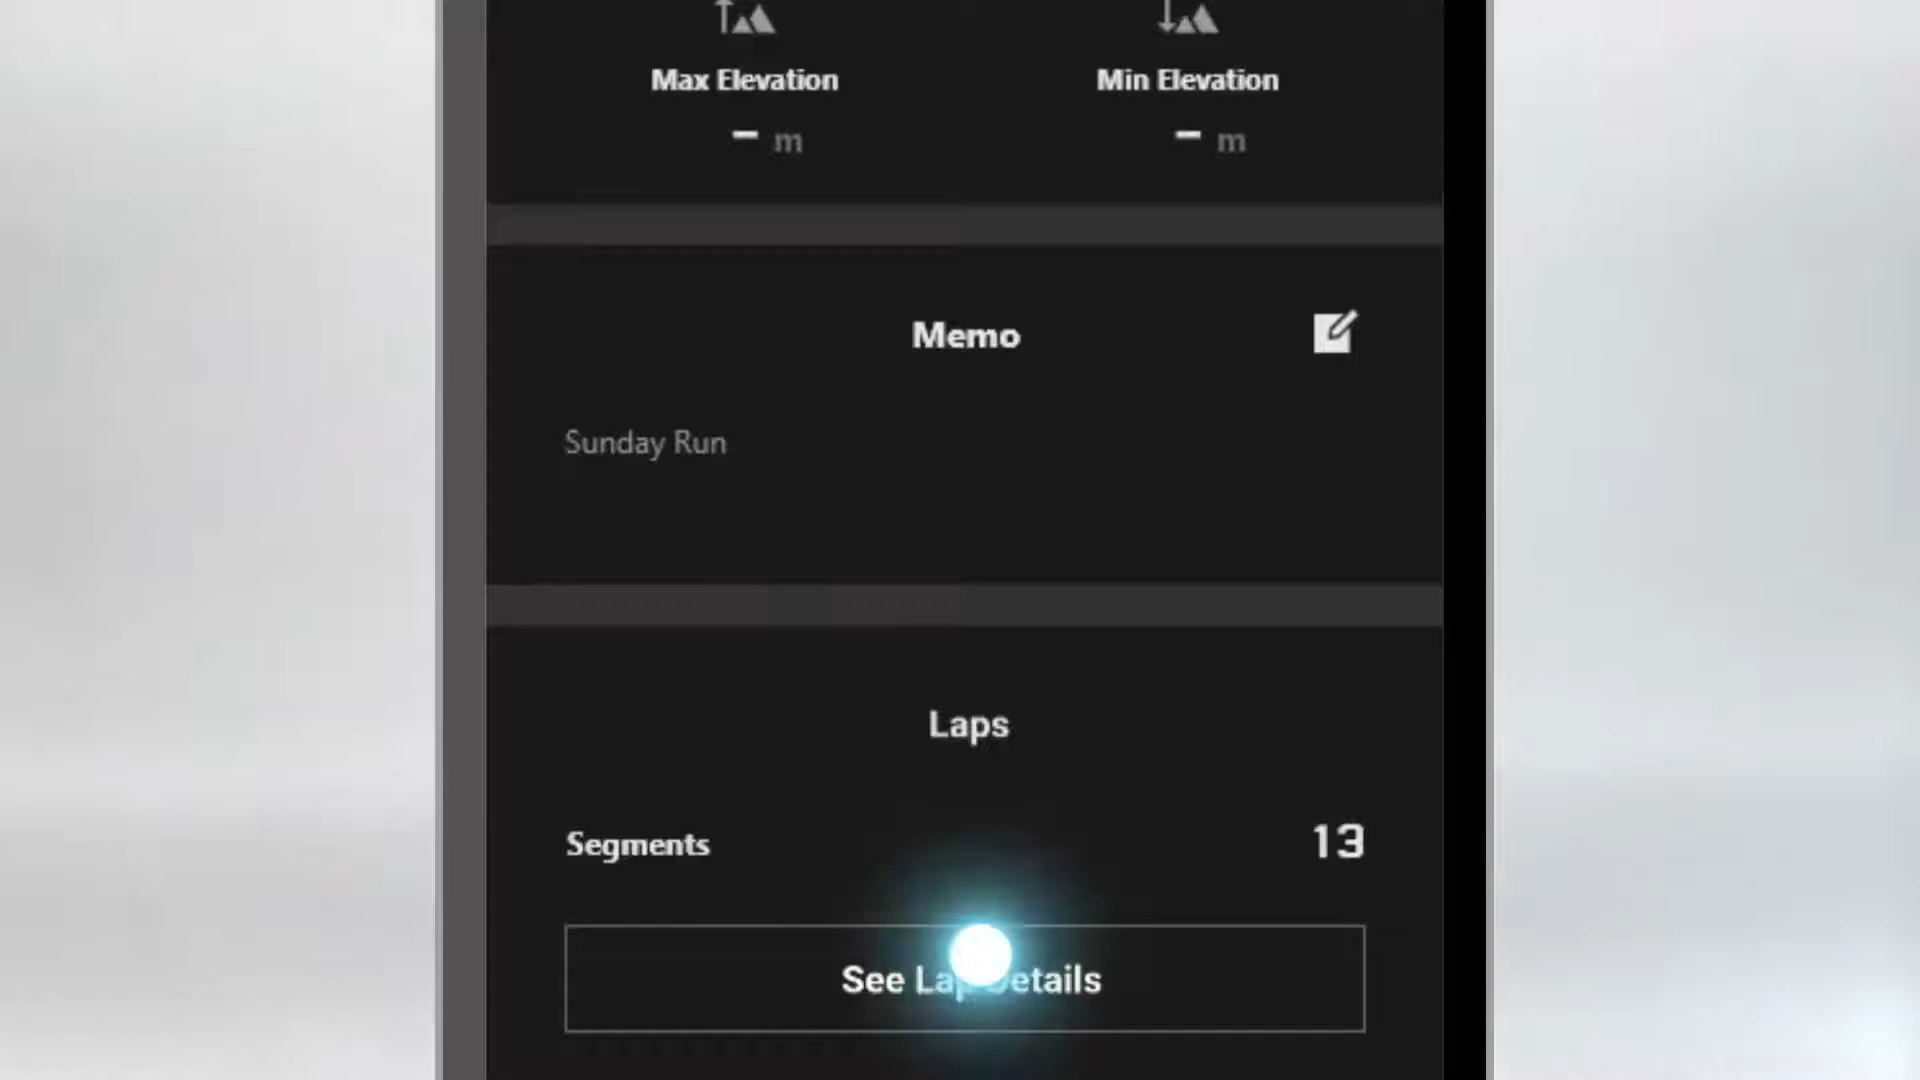 Max Elevation Min Elevation
– m – m
Memo
Sunday Run
Laps
Segments 13
See Lap Details